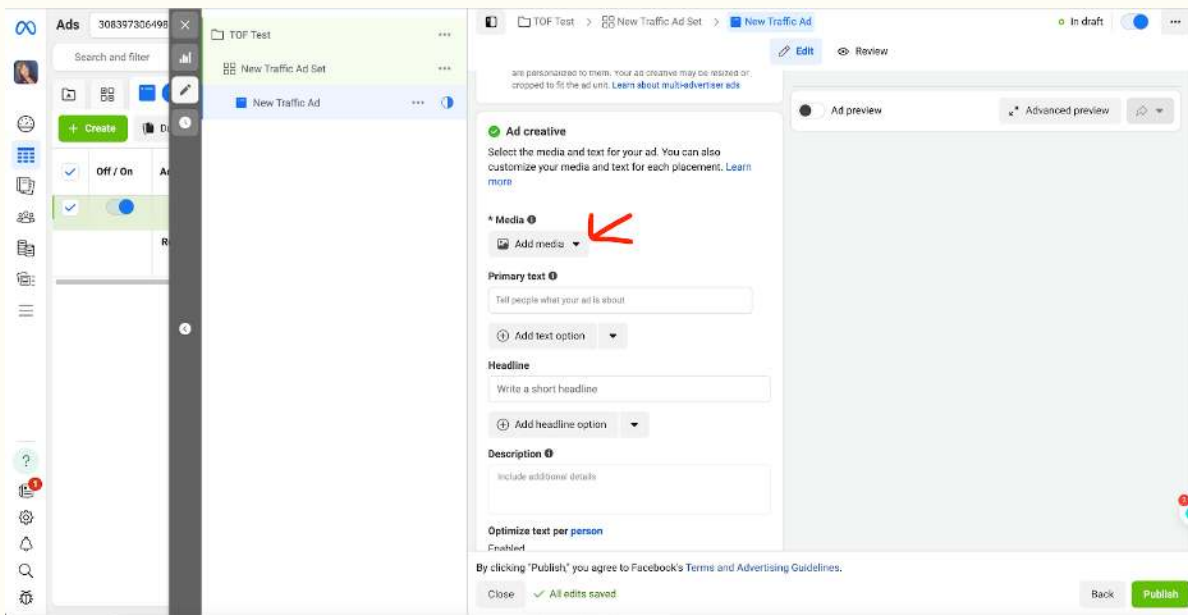 Ads
308397306498
Search and filter
+ Create
Off / On
TOF Test
New Traffic Ad Set
New Traffic Ad
TOF Test > New Traffic Ad Set > New Traffic Ad
In draft
Edit
Review
are personalized to them. Your ad creative may be resized or
cropped to fit the ad unit. Learn about multi-advertiser ads
Ad creative
Select the media and text for your ad. You can also
customize your media and text for each placement. Learn
more
* Media
Add media
Primary text
Tell people what your ad is about
Add text option
Headline
Write a short headline
Add headline option
Description
Include additional details
Optimize text per person
Enabled
Ad preview
Advanced preview
By clicking "Publish," you agree to Facebook's Terms and Advertising Guidelines.
Close
All edits saved
Back
Publish